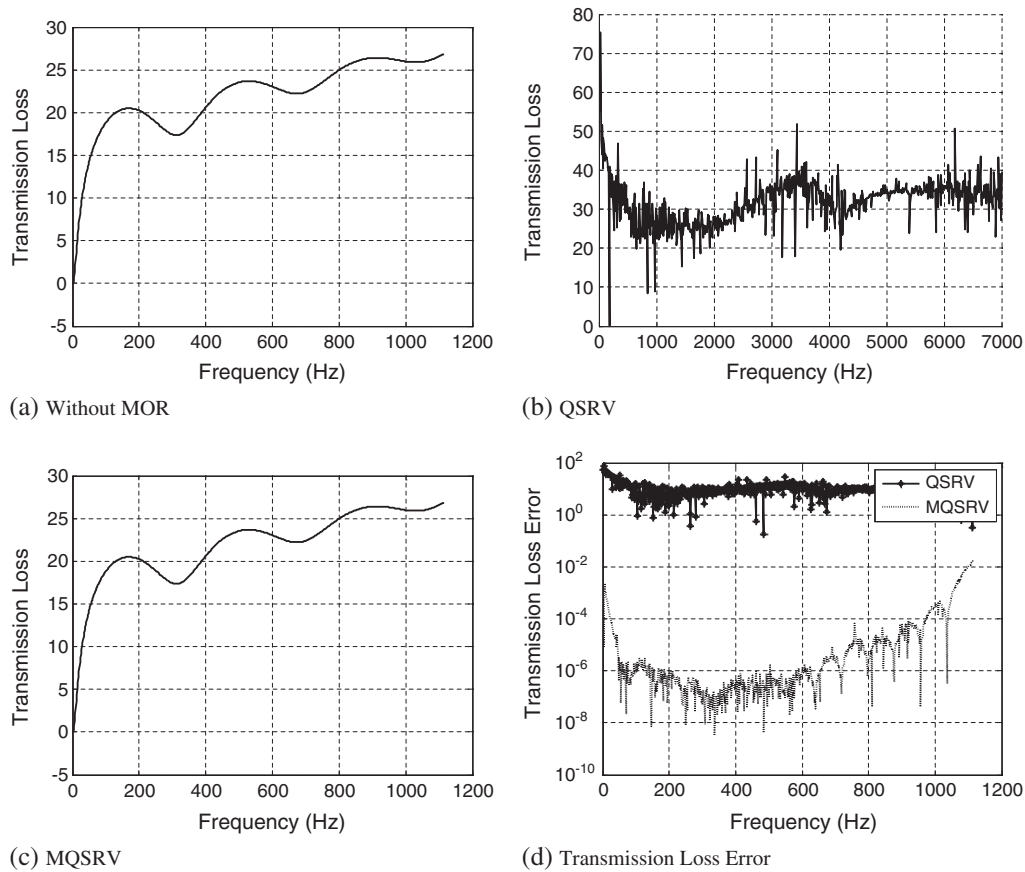 30
25
20
15
10
5
0
-5
Transmission Loss
0 200 400 600 800 1000 1200
Frequency (Hz)
(a) Without MOR
80
70
60
50
40
30
20
10
0
Transmission Loss
0 1000 2000 3000 4000 5000 6000 7000
Frequency (Hz)
(b) QSRV
30
25
20
15
10
5
0
-5
Transmission Loss
0 200 400 600 800 1000 1200
Frequency (Hz)
(c) MQSRV
10^2
10^0
10^-2
10^-4
10^-6
10^-8
10^-10
Transmission Loss Error
QSRV
MQSRV
0 200 400 600 800 1000 1200
Frequency (Hz)
(d) Transmission Loss Error